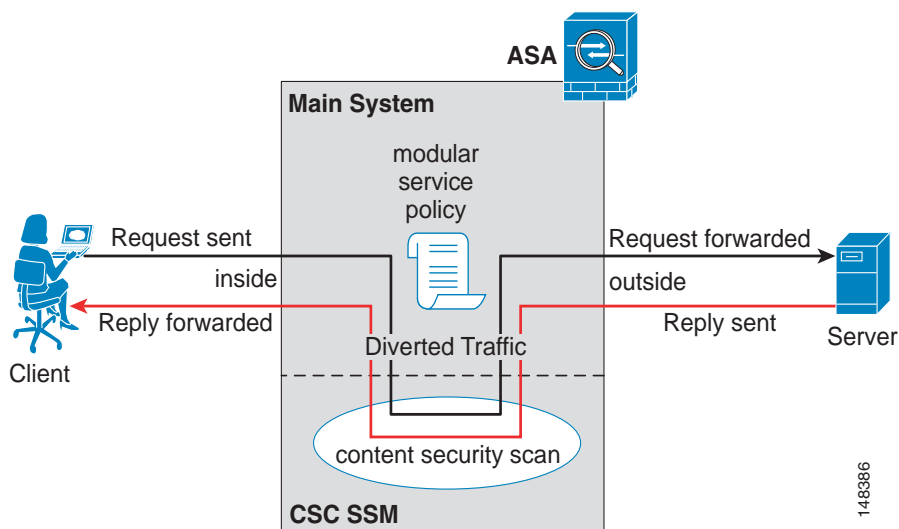 ASA
Main System
modular
service
policy
Request sent
Request forwarded
inside
outside
Reply forwarded
Reply sent
Client
Server
Diverted Traffic
content security scan
CSC SSM
148386